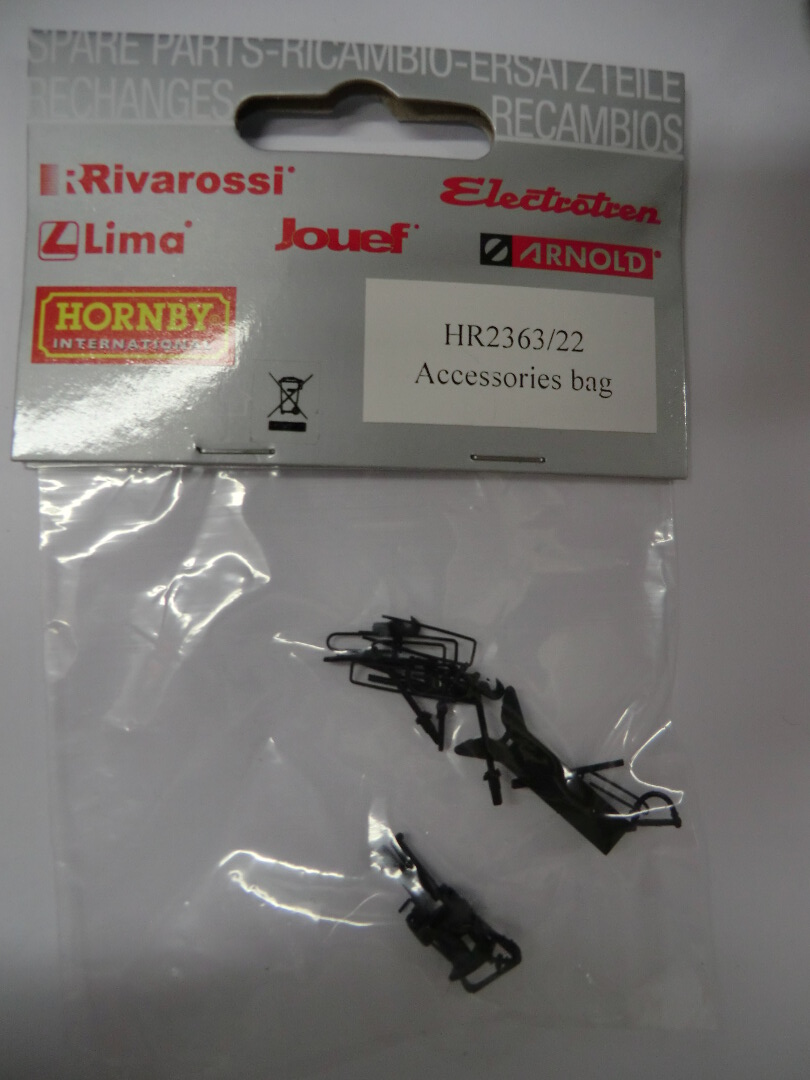 SPARE PARTS-RICAMBIO-ERSATZTEILE
RECHANGES RECAMBIOS
Rivarossi
Electrotren
Lima
Jouef
ARNOLD
HORNBY
INTERNATIONAL
HR2363/22
Accessories bag